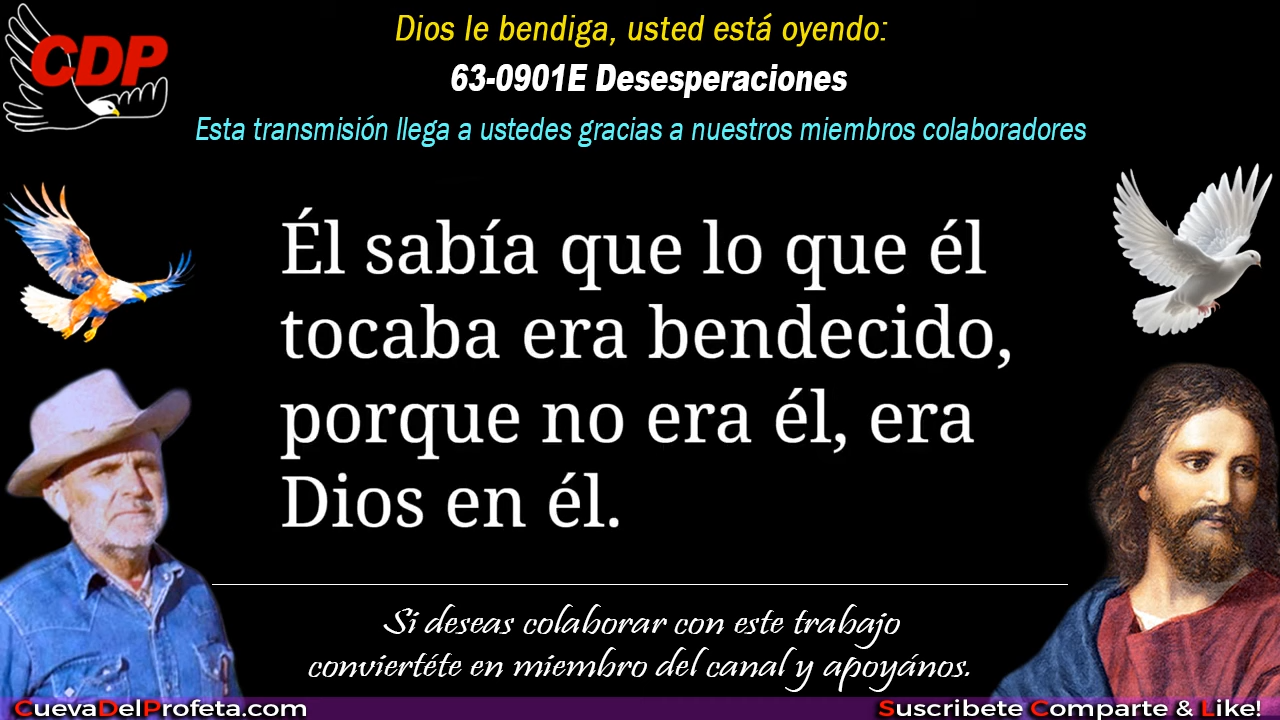 CDP
Dios le bendiga, usted está oyendo:
63-0901E Desesperaciones
Esta transmisión llega a ustedes gracias a nuestros miembros colaboradores
Él sabía que lo que él
tocaba era bendecido,
porque no era él, era
Dios en él.
Si deseas colaborar con este trabajo
conviertéte en miembro del canal y apoyános.
CuevaDelProfeta.com
Suscribete Comparte & Like!